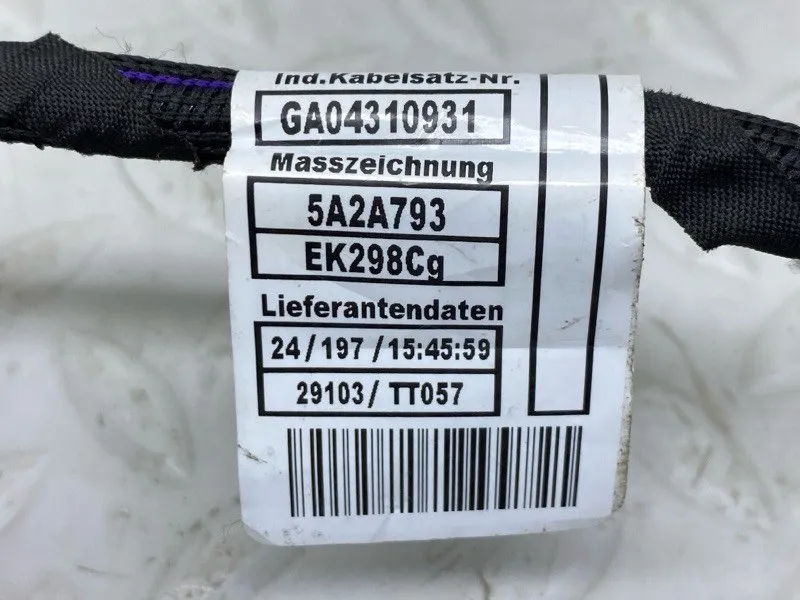 Ind.Kabelsatz-Nr.
GA04310931
Masszeichnung
5A2A793
EK298Cg
Lieferantendaten
24/197/15:45:59
29103/TT057